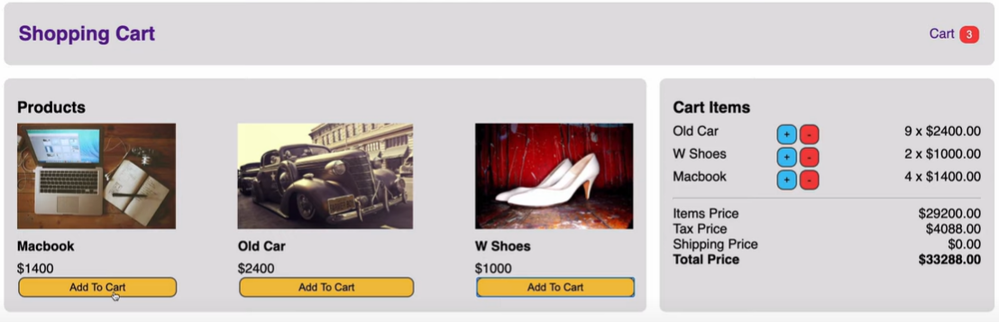 Shopping Cart
Cart 3
Products
Macbook
$1400
Add To Cart
Old Car
$2400
Add To Cart
W Shoes
$1000
Add To Cart
Cart Items
Old Car + - 9 x $2400.00
W Shoes + - 2 x $1000.00
Macbook + - 4 x $1400.00
Items Price $29200.00
Tax Price $4088.00
Shipping Price $0.00
Total Price $33288.00